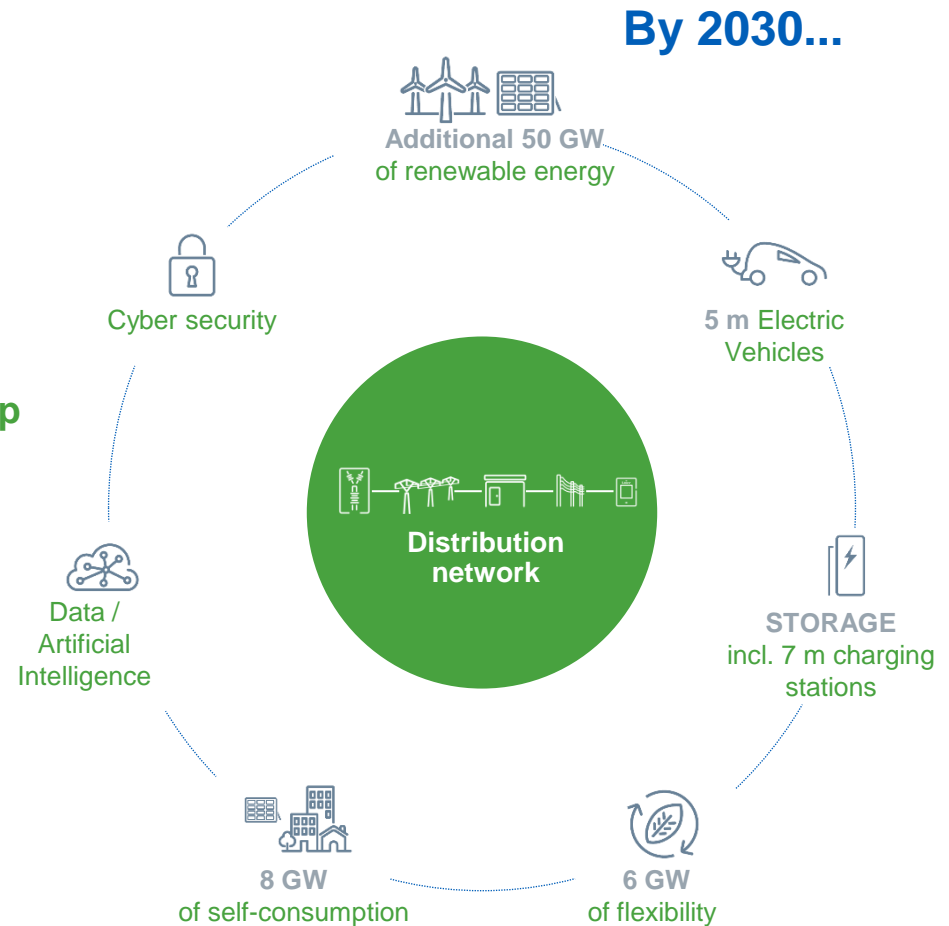 By 2030...
Additional 50 GW
of renewable energy
Cyber security
5 m Electric
Vehicles
p
Distribution
network
Data /
Artificial
Intelligence
STORAGE
incl. 7 m charging
stations
8 GW
of self-consumption
6 GW
of flexibility